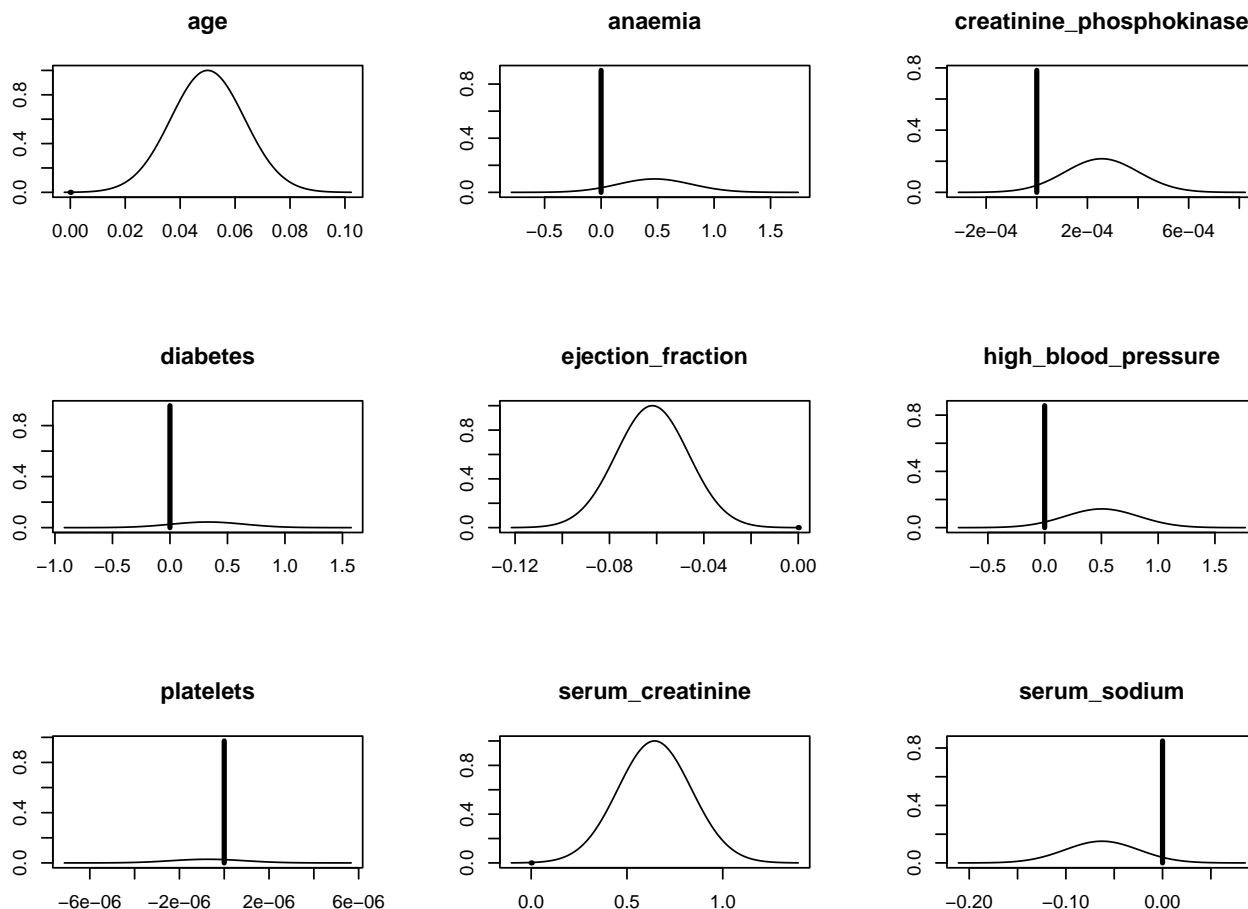 age
0.0 0.4 0.8
0.00 0.02 0.04 0.06 0.08 0.10
anaemia
0.0 0.4 0.8
−0.5 0.0 0.5 1.0 1.5
creatinine_phosphokinase
0.0 0.4 0.8
−2e−04 2e−04 6e−04
diabetes
0.0 0.4 0.8
−1.0 −0.5 0.0 0.5 1.0 1.5
ejection_fraction
0.0 0.4 0.8
−0.12 −0.08 −0.04 0.00
high_blood_pressure
0.0 0.4 0.8
−0.5 0.0 0.5 1.0 1.5
platelets
0.0 0.4 0.8
−6e−06 −2e−06 2e−06 6e−06
serum_creatinine
0.0 0.4 0.8
0.0 0.5 1.0
serum_sodium
0.0 0.4 0.8
−0.20 −0.10 0.00